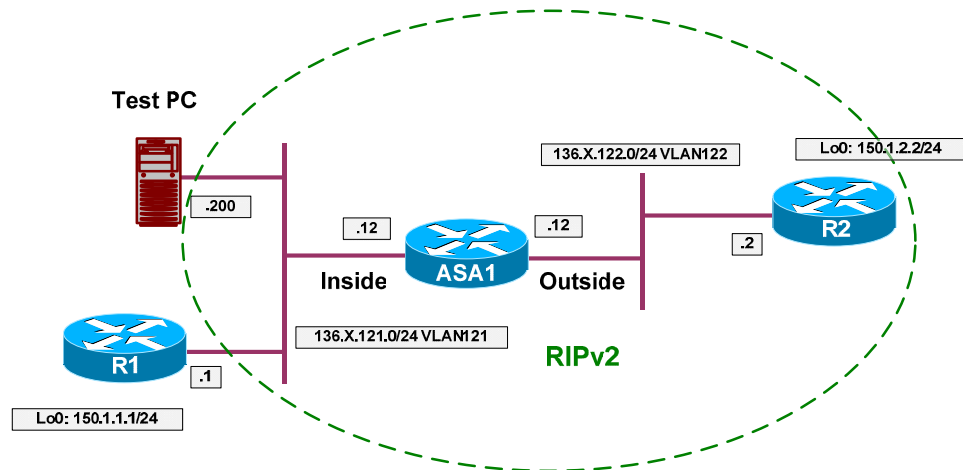 Test PC
136.X.122.0/24 VLAN122
Lo0: 150.1.2.2/24
.200
.12
.12
.2
R2
Inside
ASA1
Outside
136.X.121.0/24 VLAN121
RIPv2
R1
.1
Lo0: 150.1.1.1/24